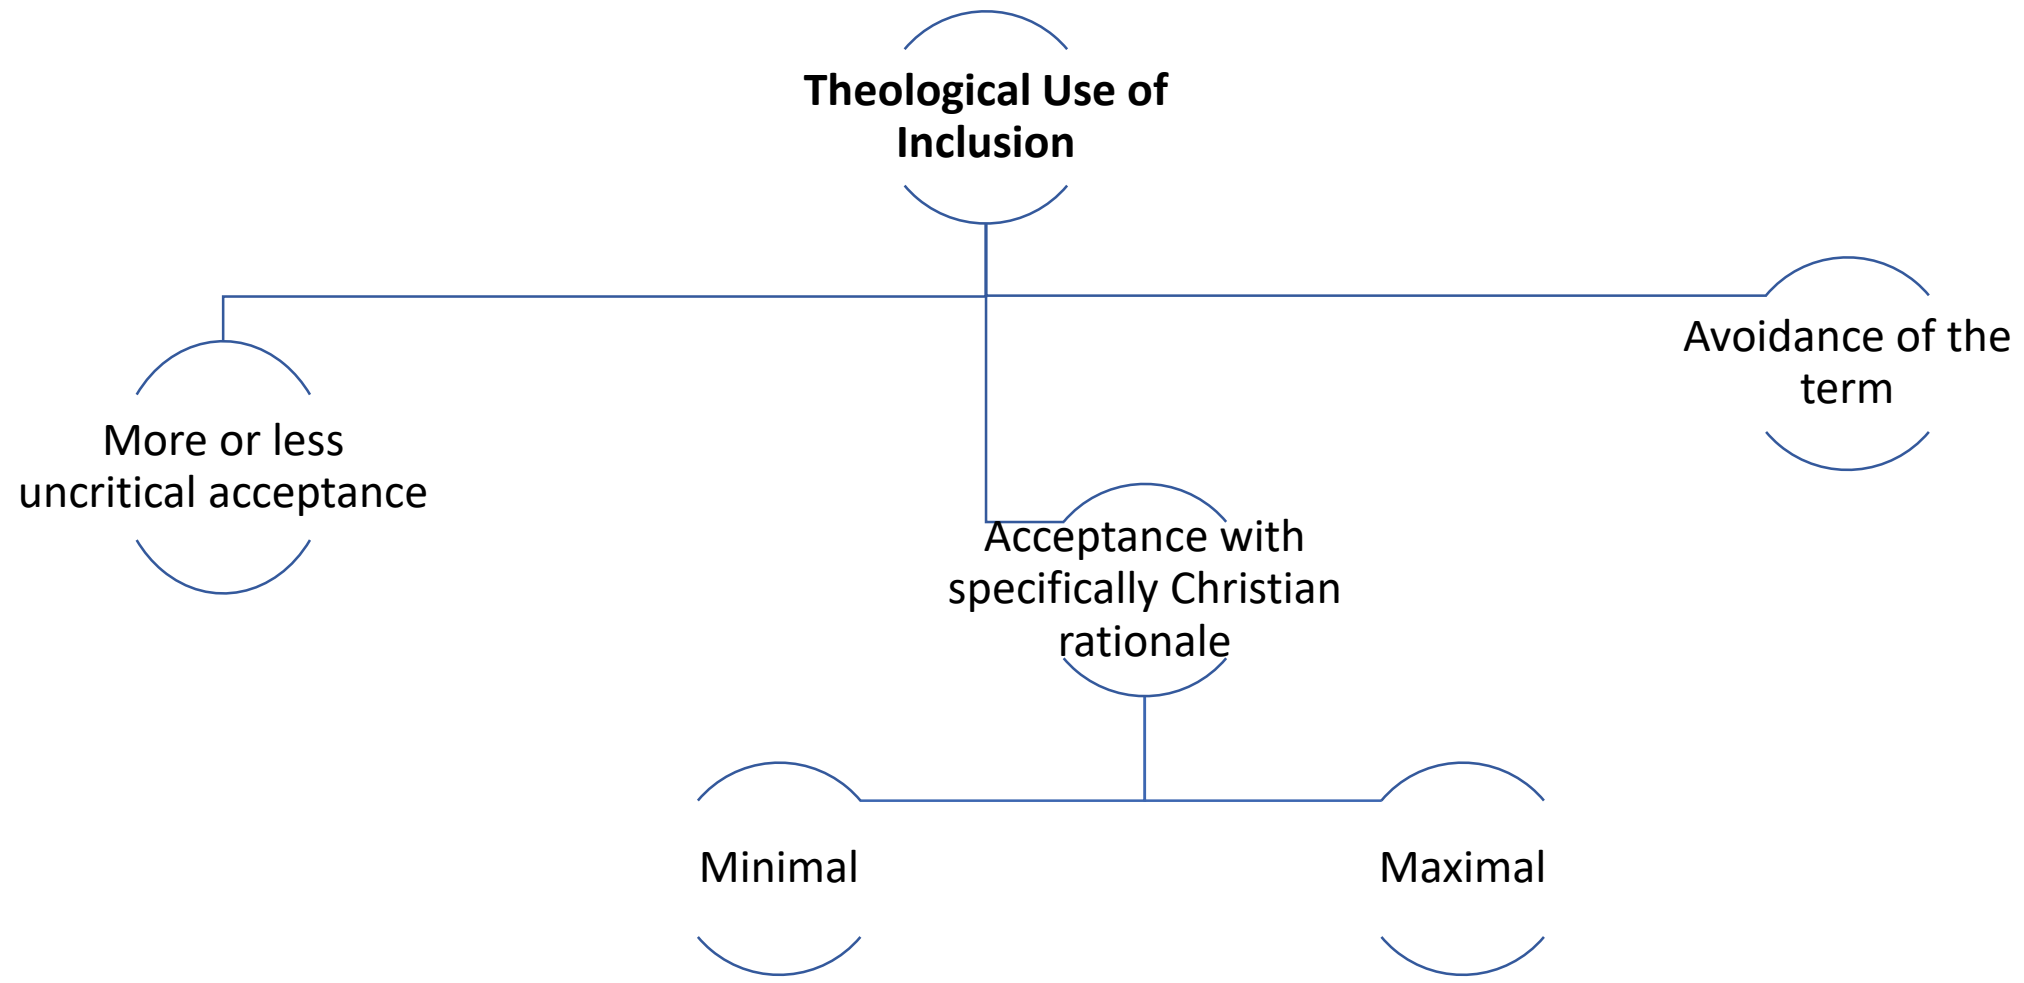 Theological Use of
Inclusion
Avoidance of the
term
More or less
uncritical acceptance
Acceptance with
specifically Christian
rationale
Minimal
Maximal